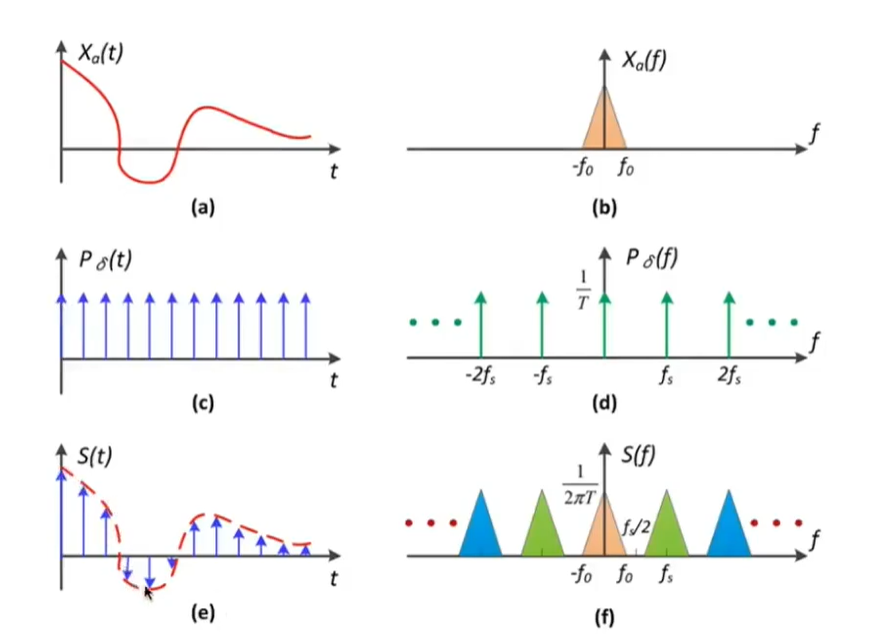 Xₐ(t)
t
(a)
Xₐ(f)
f
-f₀
f₀
(b)
P δ(t)
t
(c)
P δ(f)
1
T
f
-2fₛ
-fₛ
fₛ
2fₛ
(d)
S(t)
t
(e)
S(f)
1
2πT
fₛ/2
f
-f₀
f₀
fₛ
(f)